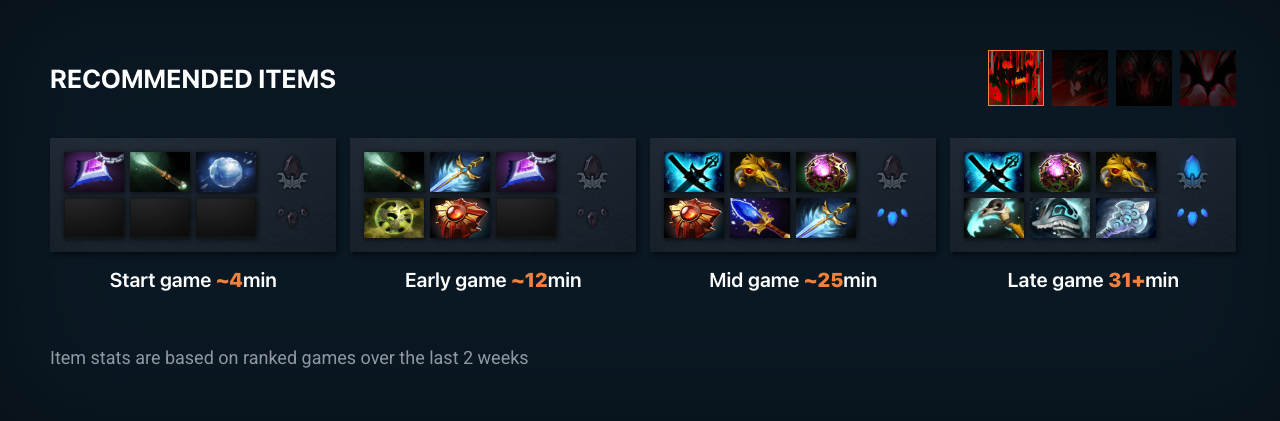 RECOMMENDED ITEMS
Start game ~4min
Early game ~12min
Mid game ~25min
Late game 31+min
Item stats are based on ranked games over the last 2 weeks